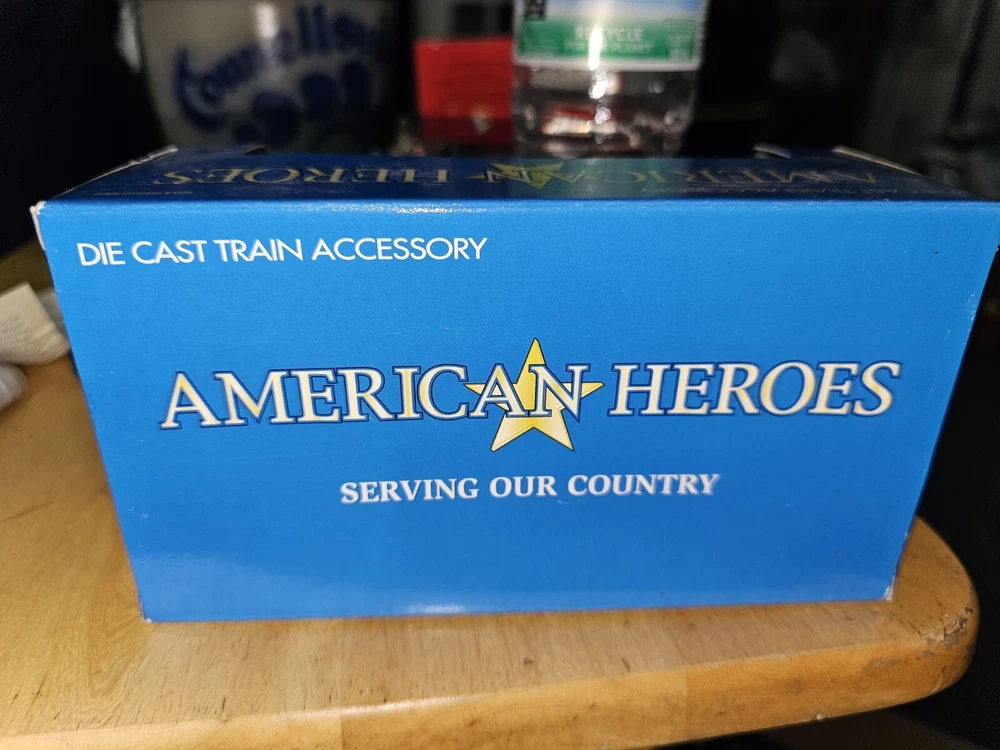 RECYCLE
AMERICAN HEROES
DIE CAST TRAIN ACCESSORY
AMERICAN HEROES
SERVING OUR COUNTRY